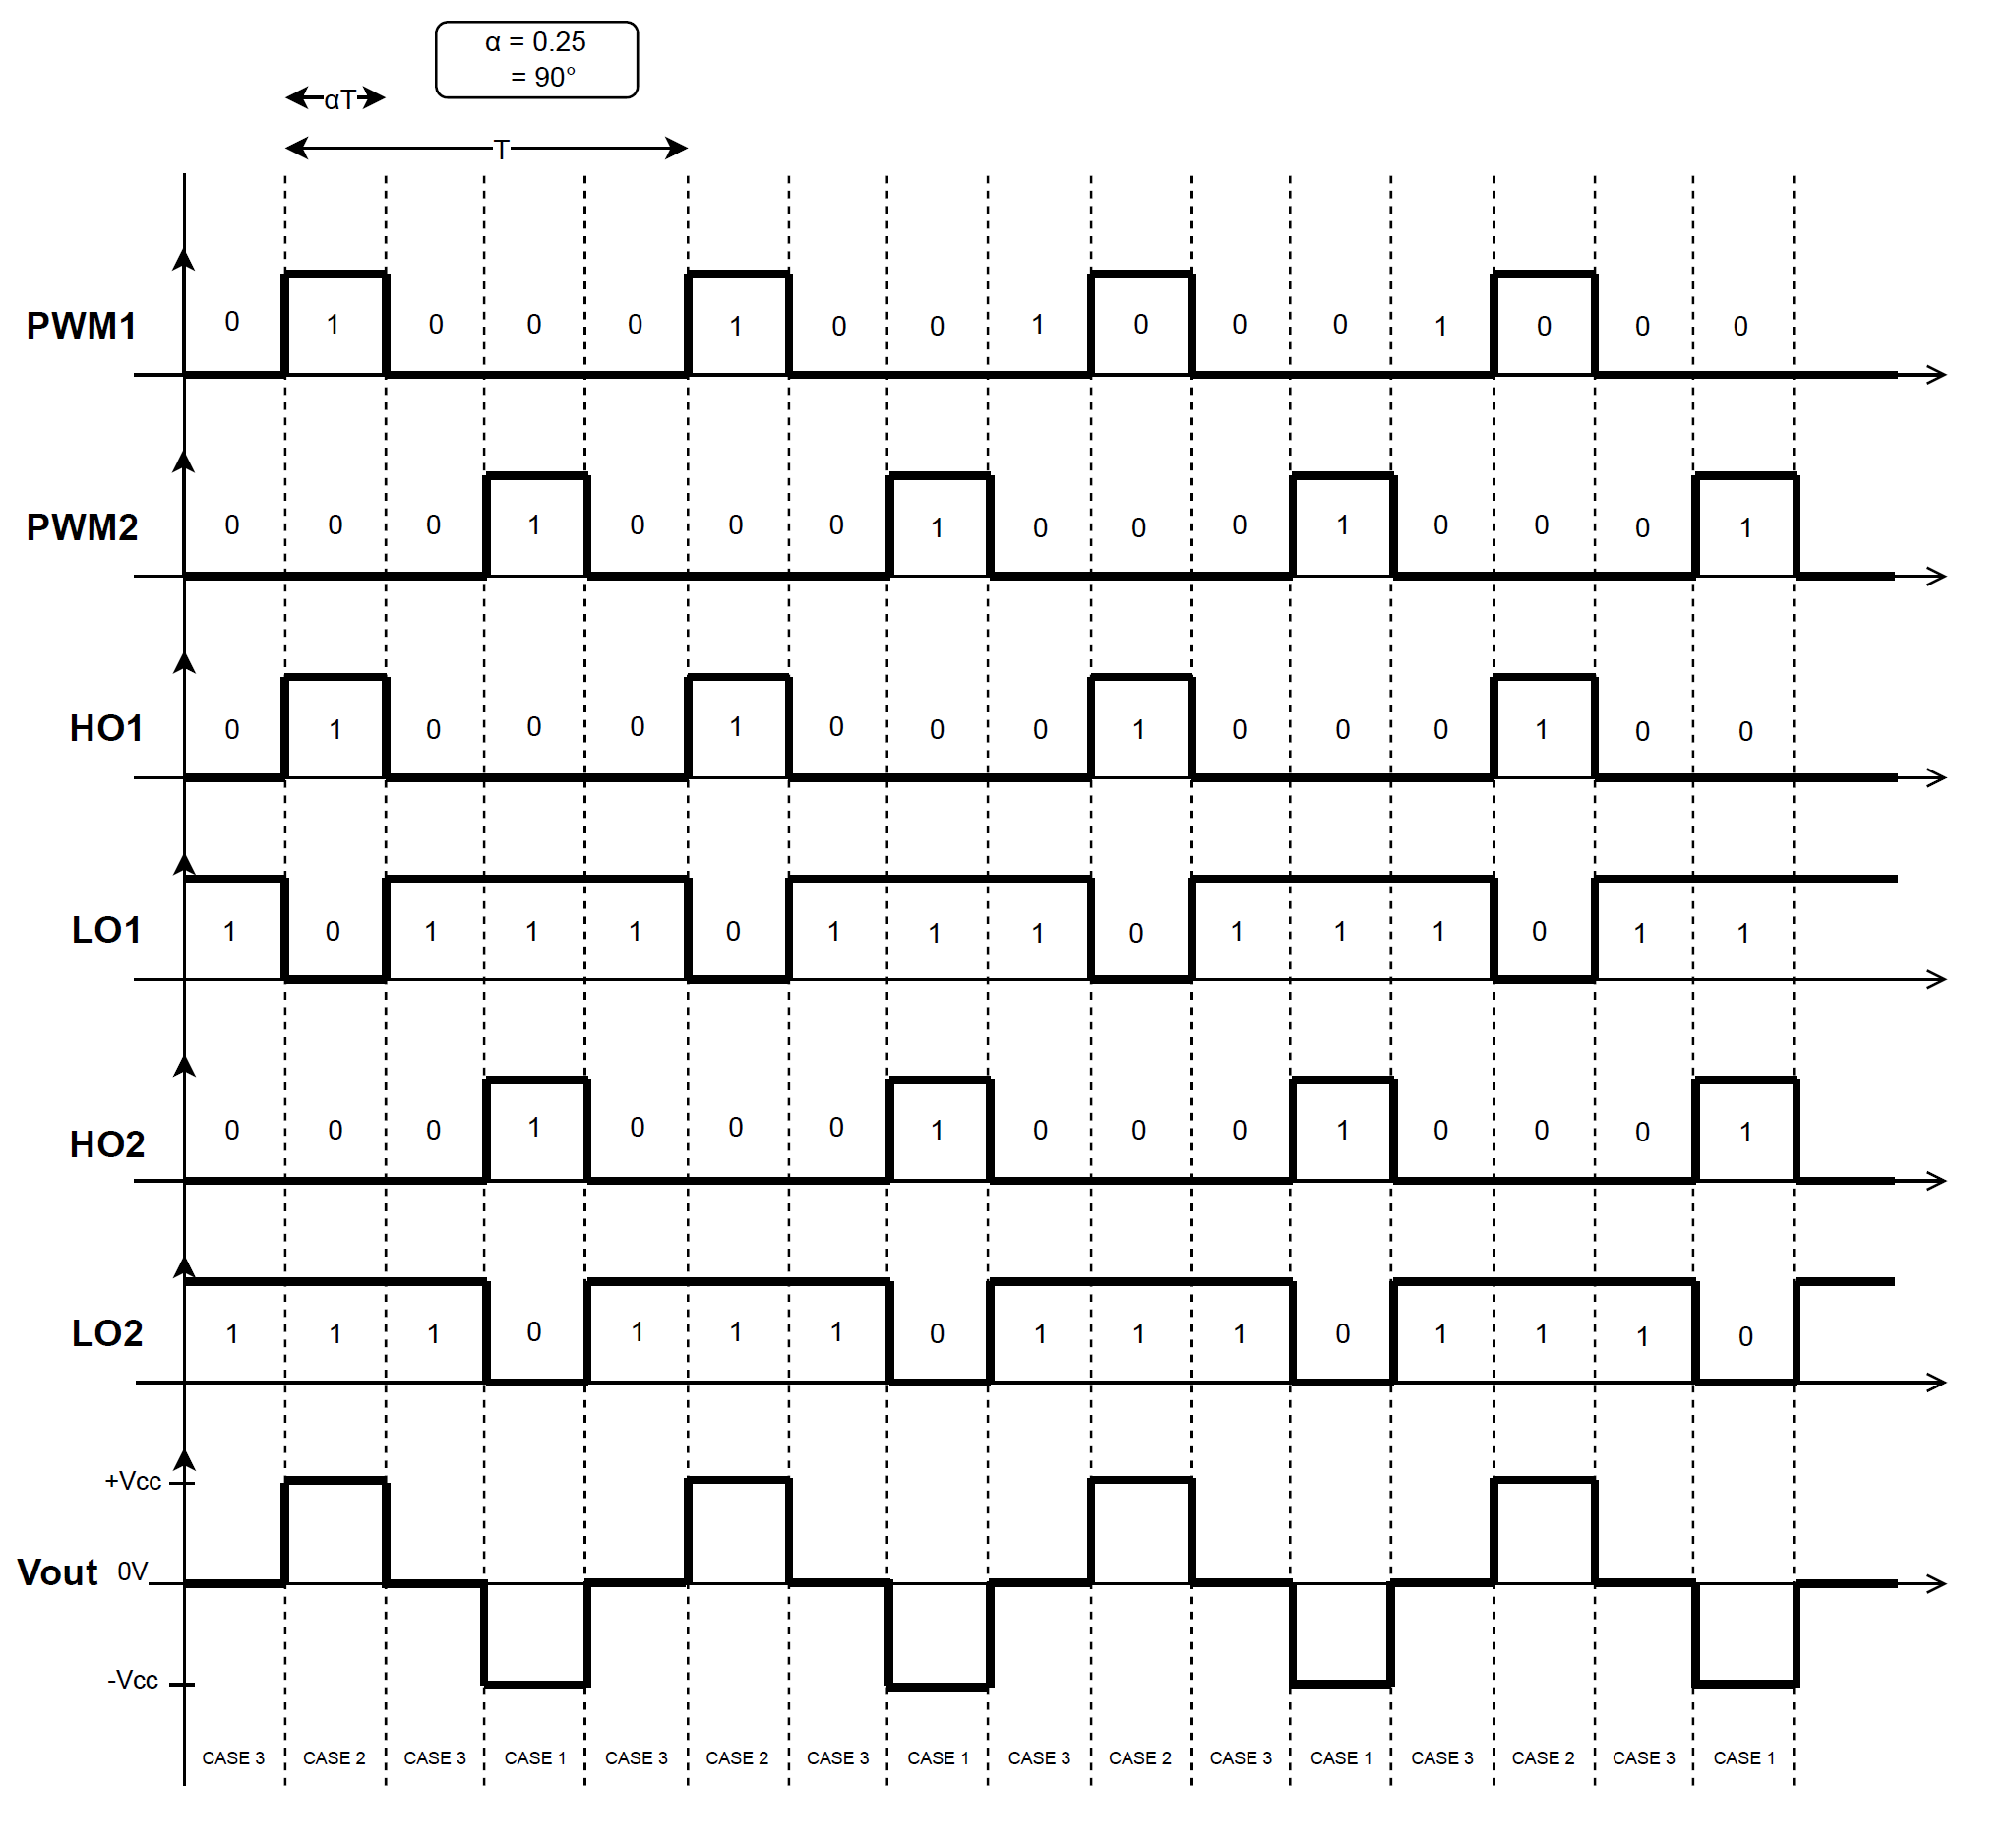 α = 0.25
= 90°
αT
T
PWM1 0 1 0 0 0 1 0 0 1 0 0 0 1 0 0 0
PWM2 0 0 0 1 0 0 0 1 0 0 0 1 0 0 0 1
HO1 0 1 0 0 0 1 0 0 0 1 0 0 0 1 0 0
LO1 1 0 1 1 1 0 1 1 1 0 1 1 1 0 1 1
HO2 0 0 0 1 0 0 0 1 0 0 0 1 0 0 0 1
LO2 1 1 1 0 1 1 1 0 1 1 1 0 1 1 1 0
+Vcc
Vout 0V
-Vcc
CASE 3 CASE 2 CASE 3 CASE 1 CASE 3 CASE 2 CASE 3 CASE 1 CASE 3 CASE 2 CASE 3 CASE 1 CASE 3 CASE 2 CASE 3 CASE 1